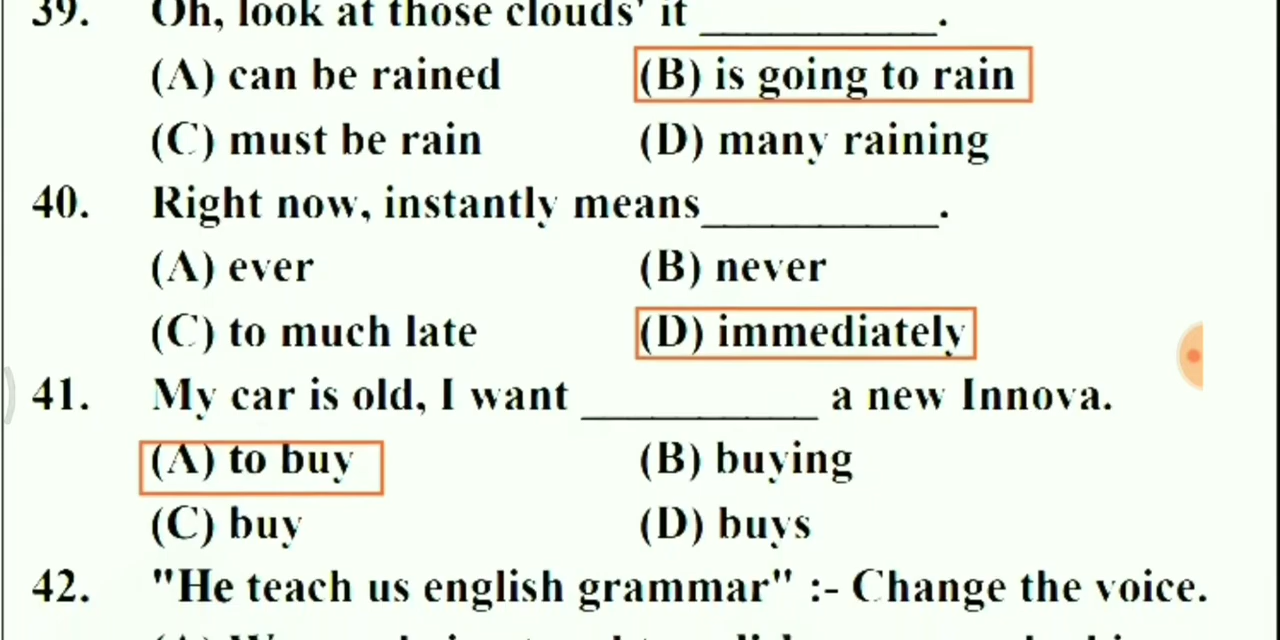 39. Oh, look at those clouds' it __________.
(A) can be rained (B) is going to rain
(C) must be rain (D) many raining
40. Right now, instantly means__________.
(A) ever (B) never
(C) to much late (D) immediately
41. My car is old, I want __________ a new Innova.
(A) to buy (B) buying
(C) buy (D) buys
42. "He teach us english grammar" :- Change the voice.